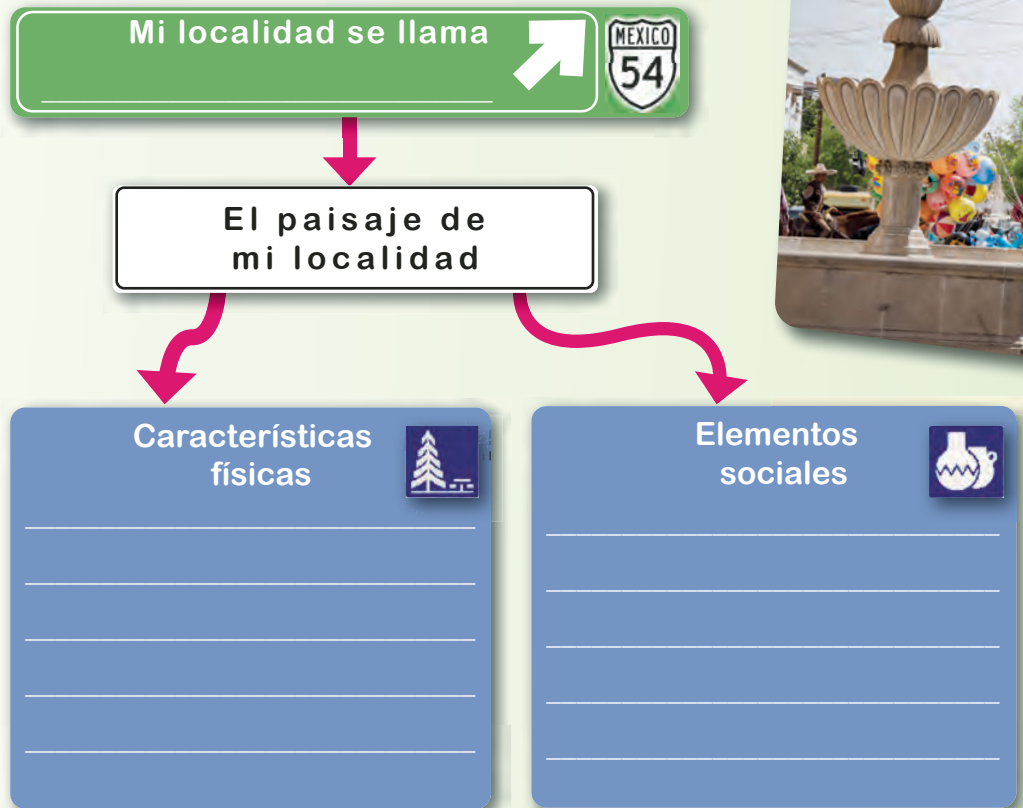 Mi localidad se llama
MEXICO
54
El paisaje de
mi localidad
Características
físicas
Elementos
sociales